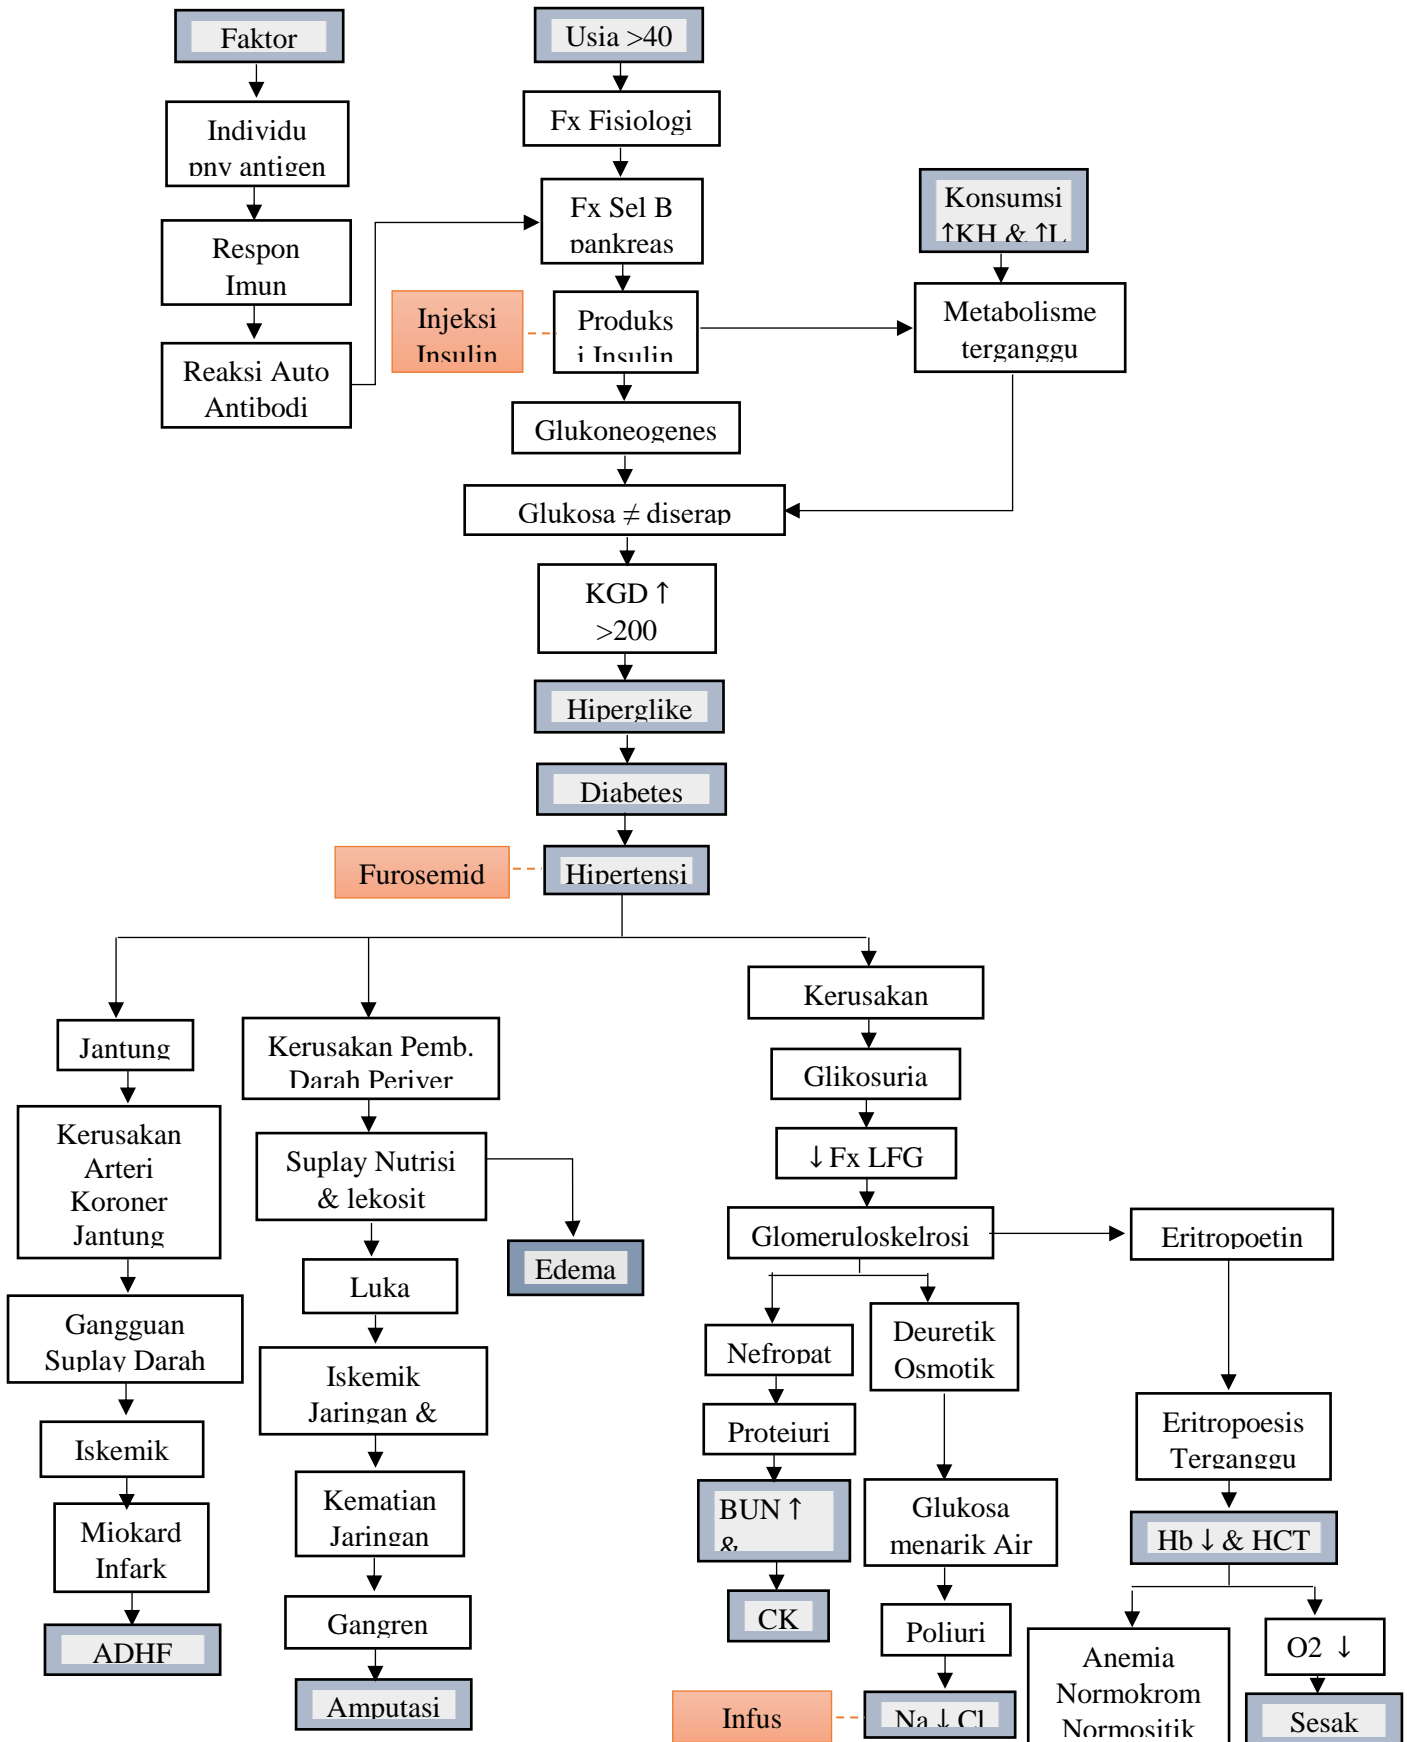 Faktor
Usia >40
Individu
pny antigen
Fx Fisiologi
Respon
Imun
Fx Sel B
pankreas
Konsumsi
↑KH & ↑L
Reaksi Auto
Antibodi
Injeksi
Insulin
Produks
i Insulin
Metabolisme
terganggu
Glukoneogenes
Glukosa ≠ diserap
KGD ↑
>200
Hiperglike
Diabetes
Furosemid
Hipertensi
Jantung
Kerusakan
Arteri
Koroner
Jantung
Gangguan
Suplay Darah
Iskemik
Miokard
Infark
ADHF
Kerusakan Pemb.
Darah Periver
Suplay Nutrisi
& lekosit
Edema
Luka
Iskemik
Jaringan &
Kematian
Jaringan
Gangren
Amputasi
Kerusakan
Glikosuria
↓Fx LFG
Glomeruloskelrosi
Eritropoetin
Nefropat
Proteiuri
BUN ↑
&
CK
Deuretik
Osmotik
Glukosa
menarik Air
Poliuri
Infus
Na ↓ Cl
Eritropoesis
Terganggu
Hb ↓ & HCT
Anemia
Normokrom
Normositik
O2 ↓
Sesak